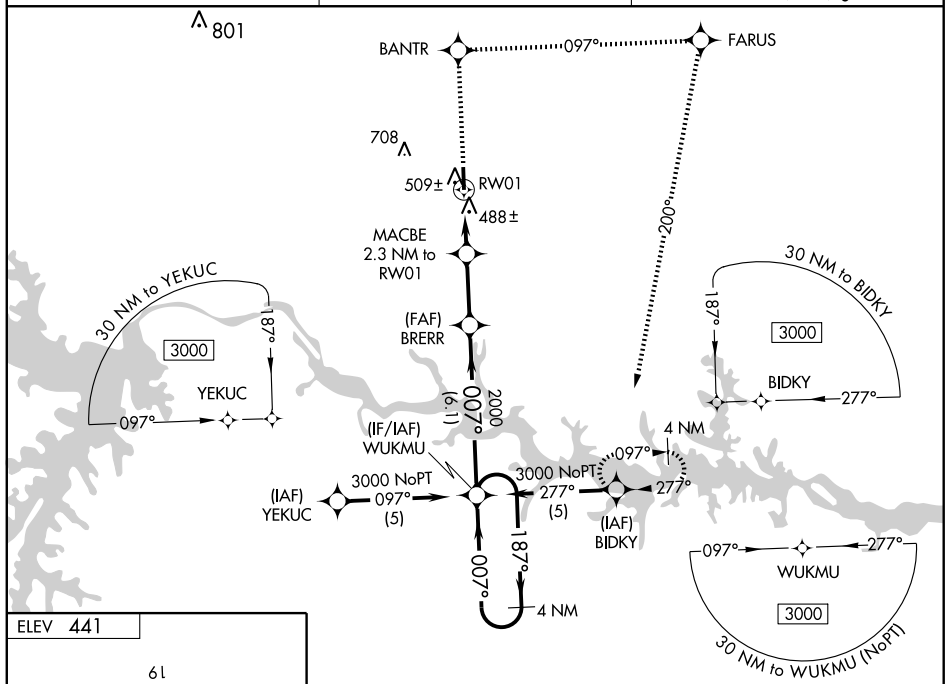 801
BANTR
097°
FARUS
708
509±
RW01
488±
200°
MACBE
2.3 NM to
RW01
30 NM to YEKUC
187°
3000
YEKUC
097°
(FAF)
BRERR
2000
007°
(6.1)
30 NM to BIDKY
187°
3000
BIDKY
277°
(IF/IAF)
WUKMU
4 NM
097°
277°
3000 NoPT
097°
(5)
(IAF)
YEKUC
3000 NoPT
277°
(5)
(IAF)
BIDKY
187°
007°
4 NM
097°
277°
WUKMU
3000
30 NM to WUKMU (NoPT)
ELEV 441
19